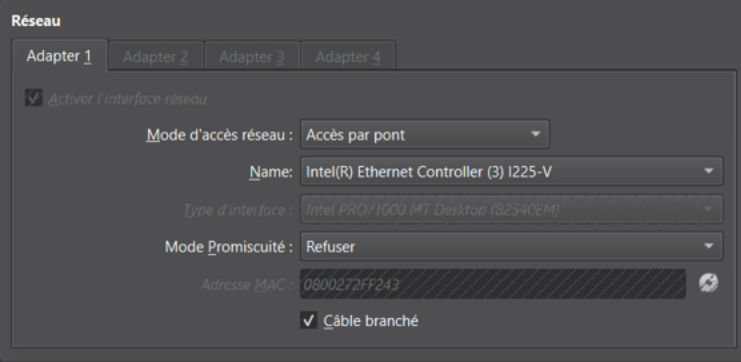 Réseau
Adapter 1 Adapter 2 Adapter 3 Adapter 4
Activer l'interface réseau
Mode d'accès réseau : Accès par pont
Name: Intel(R) Ethernet Controller (3) I225-V
Type d'interface : Intel PRO/1000 MT Desktop (82540EM)
Mode Promiscuité : Refuser
Adresse MAC : 0800272FF243
Câble branché